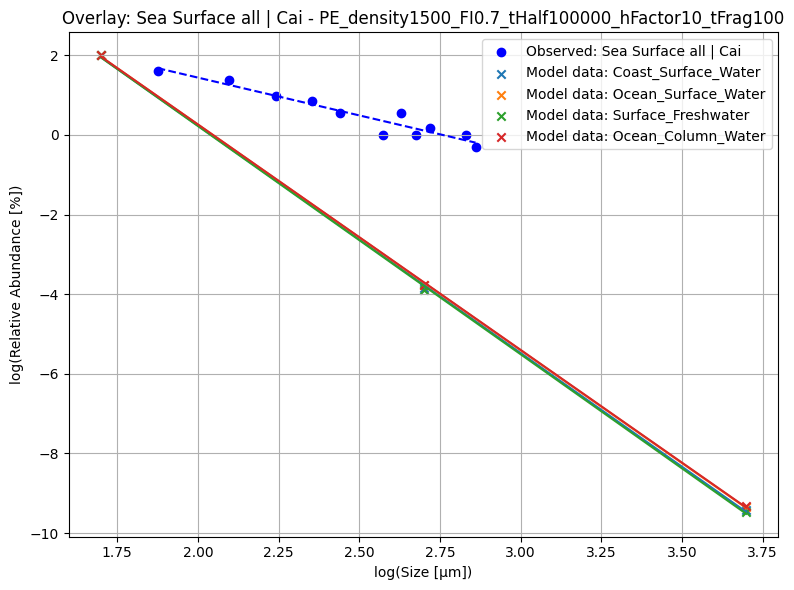 Overlay: Sea Surface all | Cai - PE_density1500_FI0.7_tHalf100000_hFactor10_tFrag100
Observed: Sea Surface all | Cai
Model data: Coast_Surface_Water
Model data: Ocean_Surface_Water
Model data: Surface_Freshwater
Model data: Ocean_Column_Water
log(Relative Abundance [%])
2
0
−2
−4
−6
−8
−10
1.75 2.00 2.25 2.50 2.75 3.00 3.25 3.50 3.75
log(Size [µm])